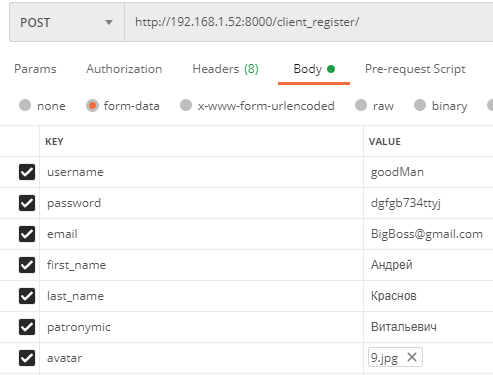 POST http://192.168.1.52:8000/client_register/
Params Authorization Headers (8) Body Pre-request Script
none form-data x-www-form-urlencoded raw binary
KEY VALUE
username goodMan
password dgfgb734ttyj
email BigBoss@gmail.com
first_name Андрей
last_name Краснов
patronymic Витальевич
avatar 9.jpg